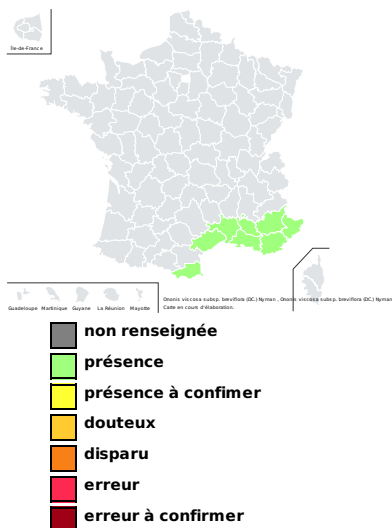 Île-de-France
Guadeloupe Martinique Guyane La Réunion Mayotte
Ononis viscosa subsp. breviflora (DC.) Nyman , Ononis viscosa subsp. breviflora (DC.) Nyman
Carte en cours d'élaboration.
non renseignée
présence
présence à confimer
douteux
disparu
erreur
erreur à confirmer